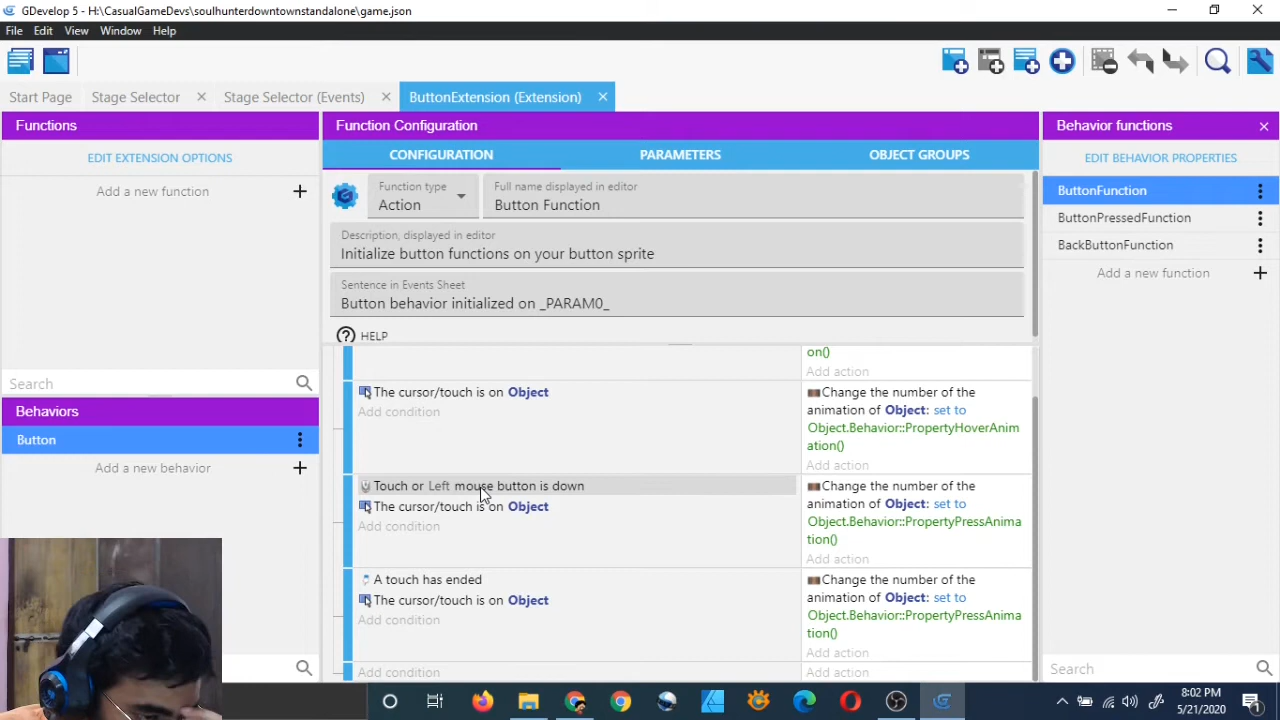 GDevelop 5 - H:\CasualGameDevs\soulhunterdowntownstandalone\game.json
File Edit View Window Help
Start Page Stage Selector Stage Selector (Events) ButtonExtension (Extension)
Functions
EDIT EXTENSION OPTIONS
Add a new function
Search
Behaviors
Button
Add a new behavior
Function Configuration
CONFIGURATION PARAMETERS OBJECT GROUPS
Function type
Action
Full name displayed in editor
Button Function
Description, displayed in editor
Initialize button functions on your button sprite
Sentence in Events Sheet
Button behavior initialized on _PARAM0_
HELP
on()
Add action
The cursor/touch is on Object
Add condition
Change the number of the
animation of Object: set to
Object.Behavior::PropertyHoverAnim
ation()
Add action
Touch or Left mouse button is down
The cursor/touch is on Object
Add condition
Change the number of the
animation of Object: set to
Object.Behavior::PropertyPressAnima
tion()
Add action
A touch has ended
The cursor/touch is on Object
Add condition
Change the number of the
animation of Object: set to
Object.Behavior::PropertyPressAnima
tion()
Add action
Add condition
Add action
Behavior functions
EDIT BEHAVIOR PROPERTIES
ButtonFunction
ButtonPressedFunction
BackButtonFunction
Add a new function
Search
8:02 PM
5/21/2020
1